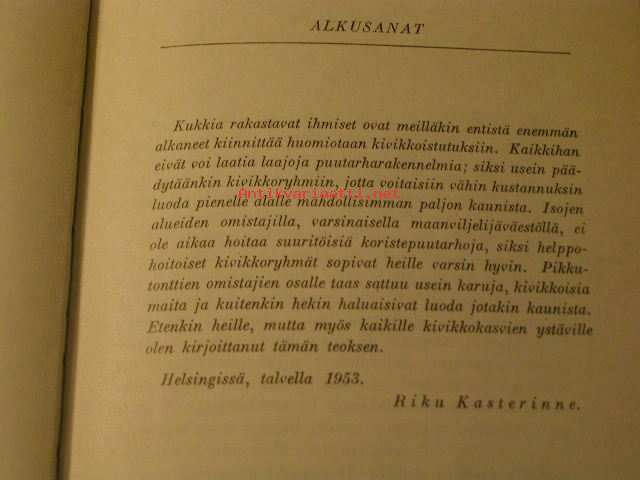 ALKUSANAT
Kukkia rakastavat ihmiset ovat meilläkin entistä enemmän
alkaneet kiinnittää huomiotaan kivikkoistutuksiin. Kaikkihan
eivät voi laatia laajoja puutarharakennelmia; siksi usein pää-
dytäänkin kivikkoryhmiin, jotta voitaisiin vähin kustannuksin
Antikvariaatti.net
luoda pienelle alalle mahdollisimman paljon kaunista. Isojen
alueiden omistajilla, varsinaisella maanviljelijäväestöllä, ei
ole aikaa hoitaa suuritöisiä koristepuutarhoja, siksi helppo-
hoitoiset kivikkoryhmät sopivat heille varsin hyvin. Pikku-
tonttien omistajien osalle taas sattuu usein karuja, kivikkoisia
maita ja kuitenkin hekin haluaisivat luoda jotakin kaunista.
Etenkin heille, mutta myös kaikille kivikkokasvien ystäville
olen kirjoittanut tämän teoksen.
Helsingissä, talvella 1953.
Riku Kasterinne.